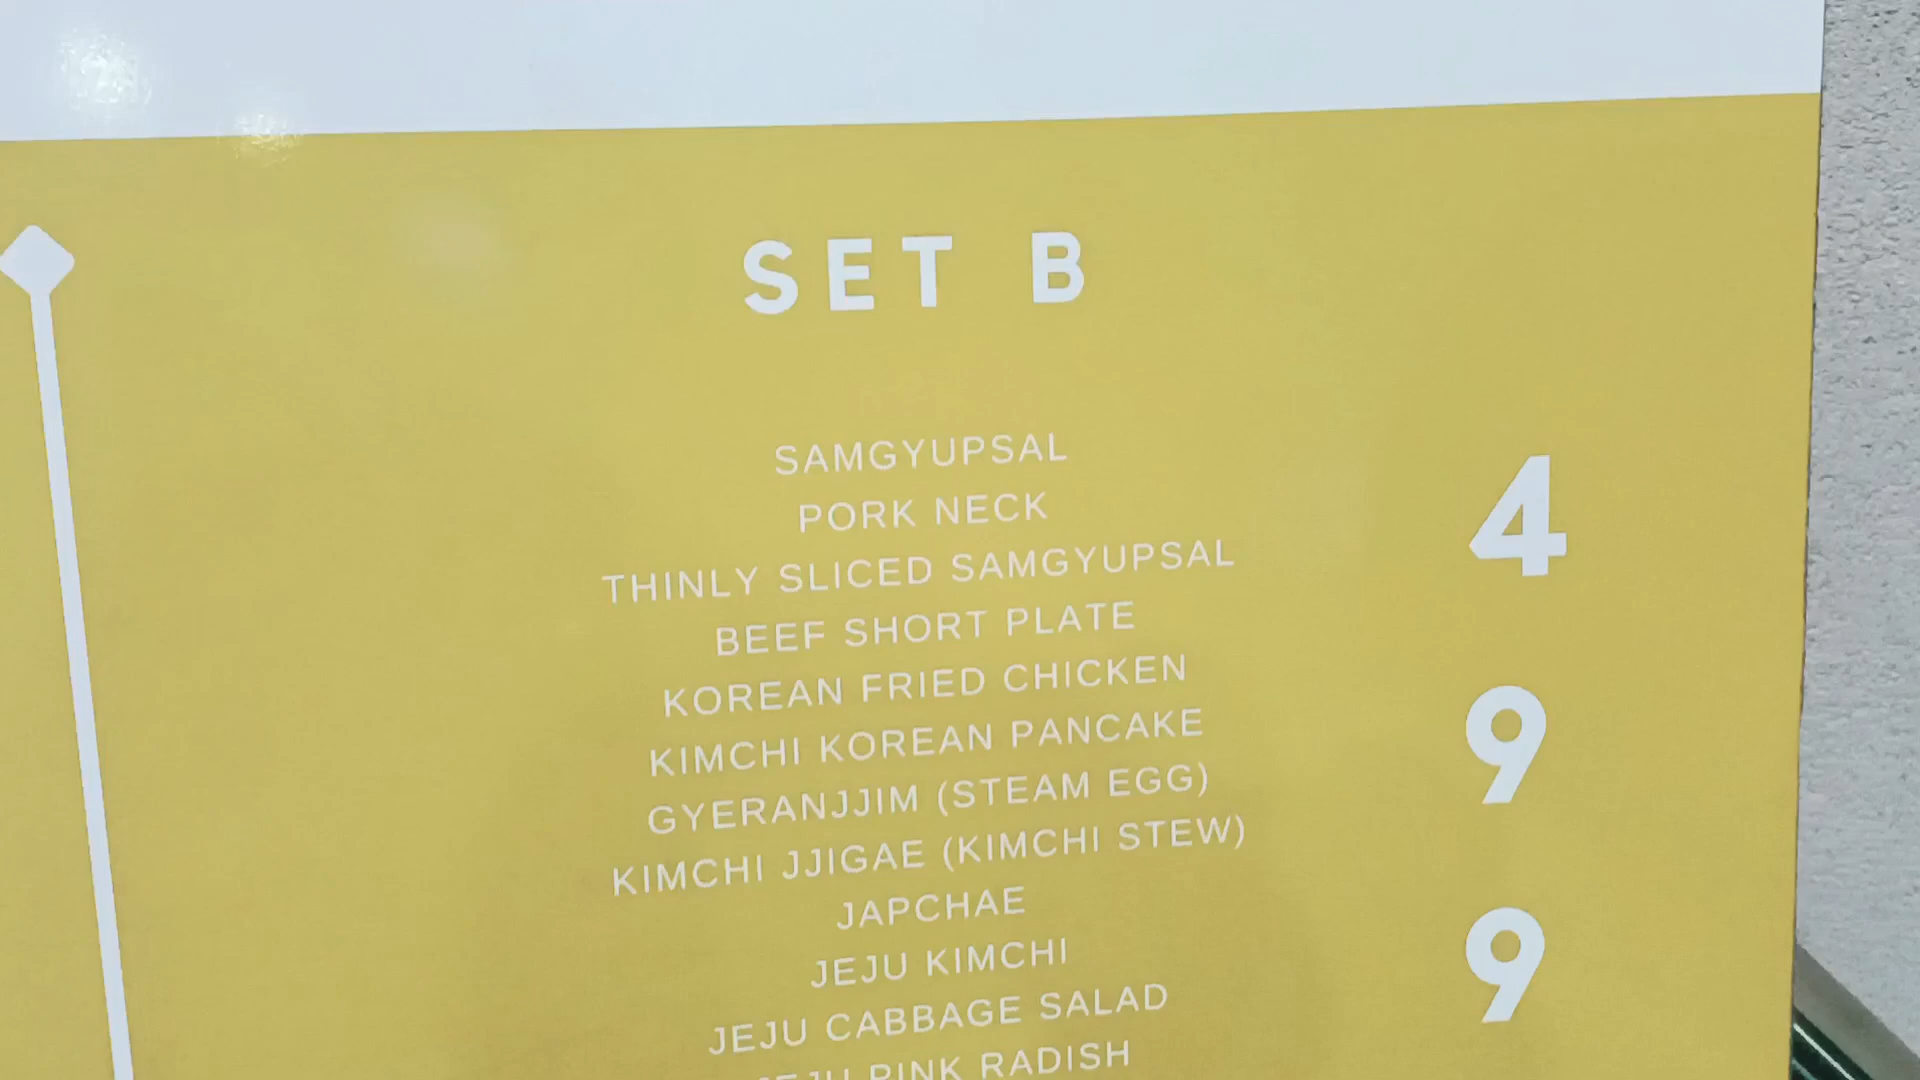 SET B
SAMGYUPSAL
PORK NECK
THINLY SLICED SAMGYUPSAL
BEEF SHORT PLATE
KOREAN FRIED CHICKEN
KIMCHI KOREAN PANCAKE
GYERANJJIM (STEAM EGG)
KIMCHI JJIGAE (KIMCHI STEW)
JAPCHAE
JEJU KIMCHI
JEJU CABBAGE SALAD
JEJU PINK RADISH
4
9
9